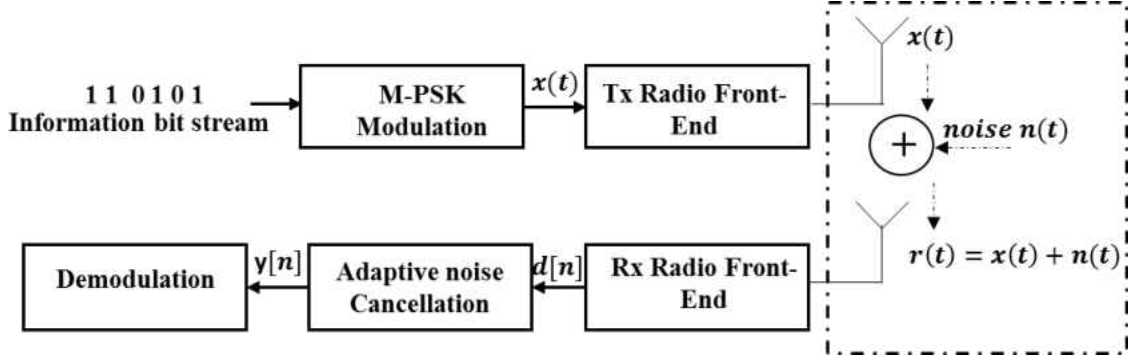 1 1 0 1 0 1
Information bit stream
M-PSK
Modulation
x(t)
Tx Radio Front-
End
x(t)
+
noise n(t)
r(t) = x(t) + n(t)
Demodulation
y[n]
Adaptive noise
Cancellation
d[n]
Rx Radio Front-
End